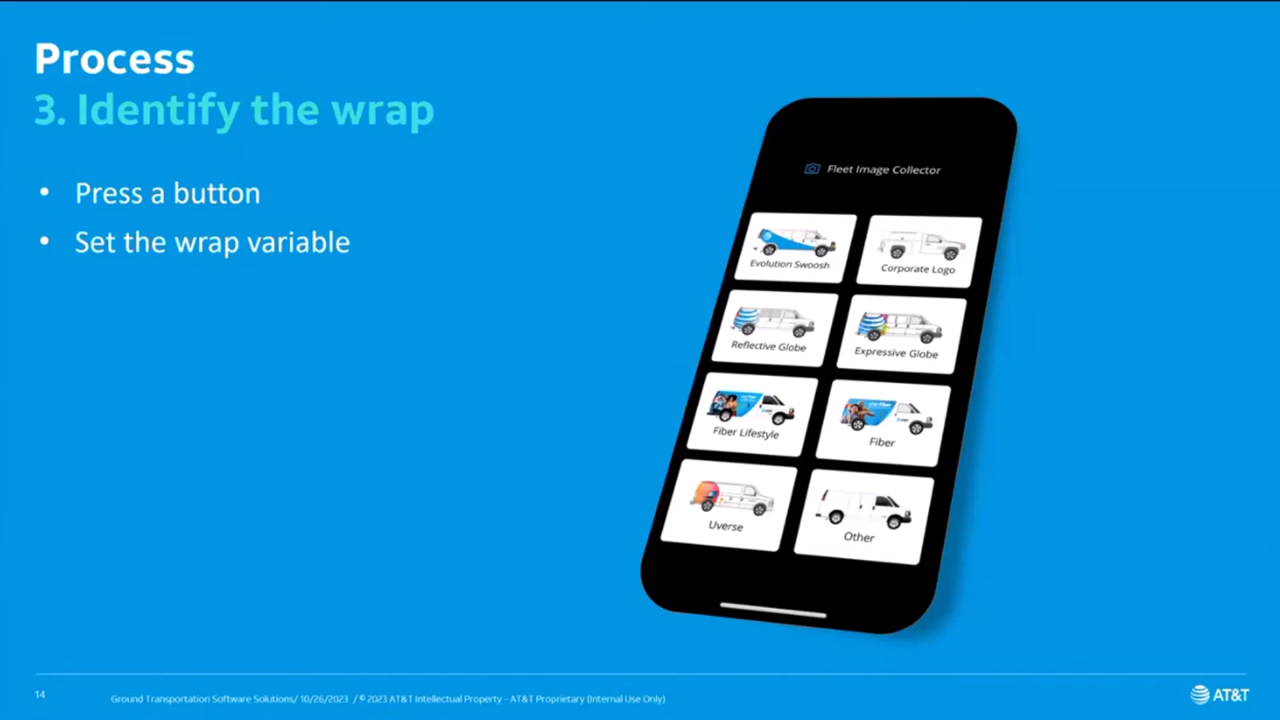 Process
3. Identify the wrap
• Press a button
• Set the wrap variable
Fleet Image Collector
Evolution Swoosh
Corporate Logo
Reflective Globe
Expressive Globe
Fiber Lifestyle
Fiber
Uverse
Other
14
Ground Transportation Software Solutions/ 10/26/2023 / © 2023 AT&T Intellectual Property - AT&T Proprietary (Internal Use Only)
AT&T